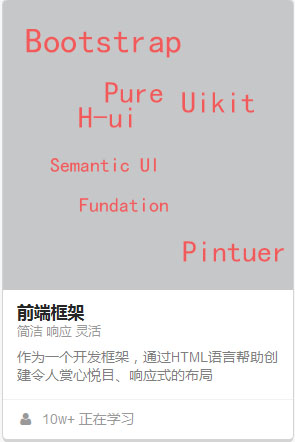 Bootstrap
Pure
H-ui
Uikit
Semantic UI
Fundation
Pintuer
前端框架
简洁 响应 灵活
作为一个开发框架，通过HTML语言帮助创
建令人赏心悦目、响应式的布局
10w+ 正在学习